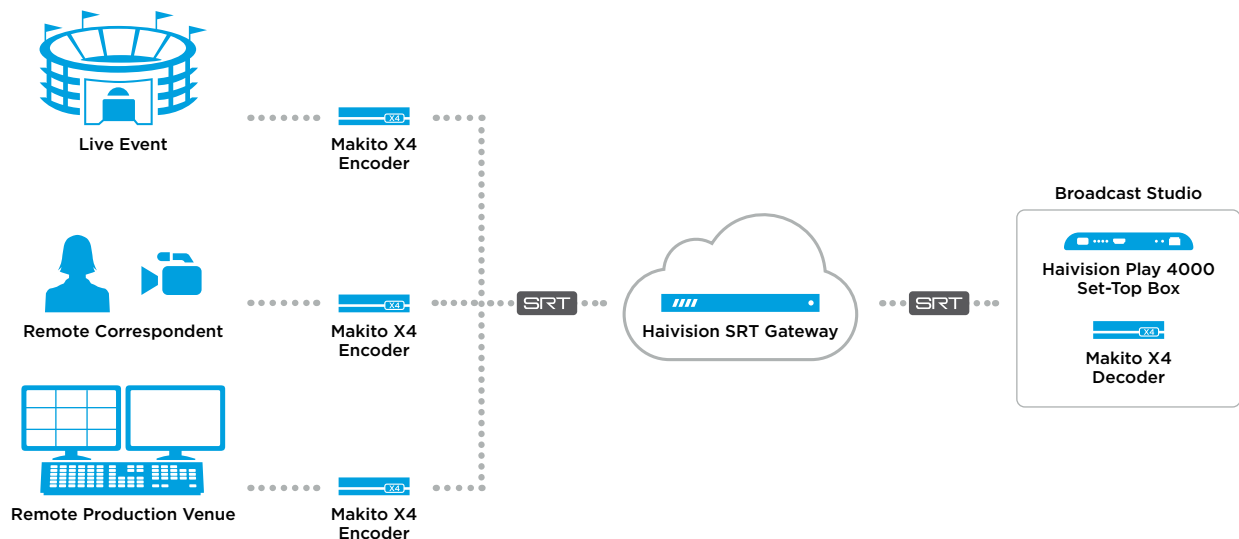 Live Event
X4
Makito X4
Encoder
Remote Correspondent
X4
Makito X4
Encoder
Remote Production Venue
X4
Makito X4
Encoder
SRT
Haivision SRT Gateway
SRT
Broadcast Studio
Haivision Play 4000
Set-Top Box
X4
Makito X4
Decoder